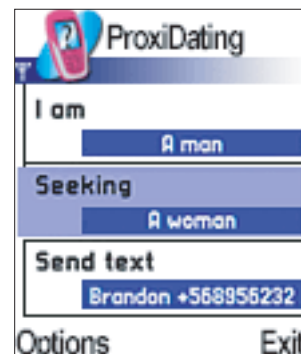 ProxiDating
I am
A man
Seeking
A woman
Send text
Brandon +568956232
Options Exit